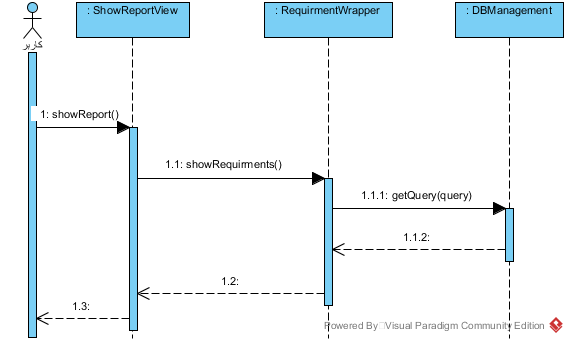 : ShowReportView
: RequirmentWrapper
: DBManagement
کاربر
1: showReport()
1.1: showRequirments()
1.1.1: getQuery(query)
1.1.2:
1.2:
1.3:
Powered By Visual Paradigm Community Edition